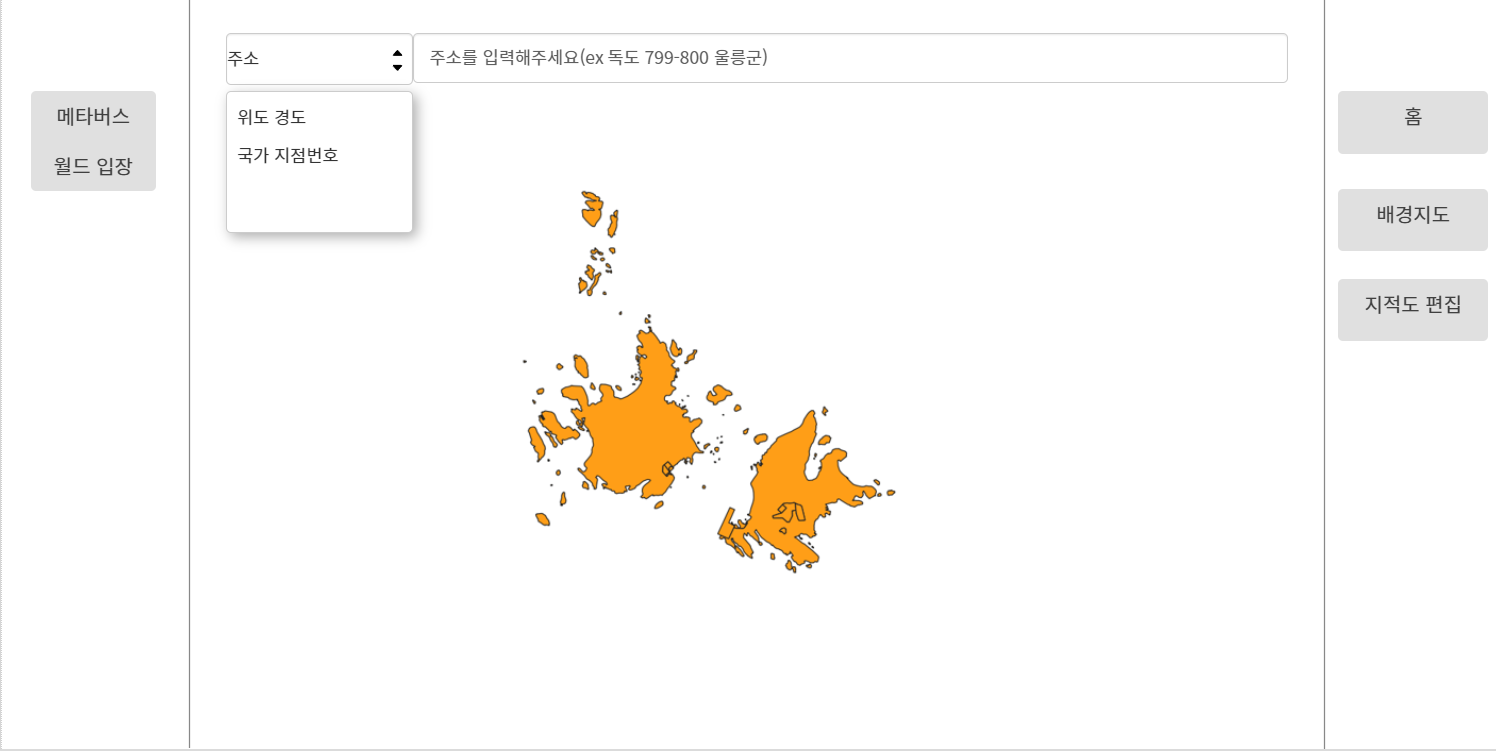 주소
주소를 입력해주세요(ex 독도 799-800 울릉군)
메타버스
월드 입장
위도 경도
국가 지점번호
홈
배경지도
지적도 편집